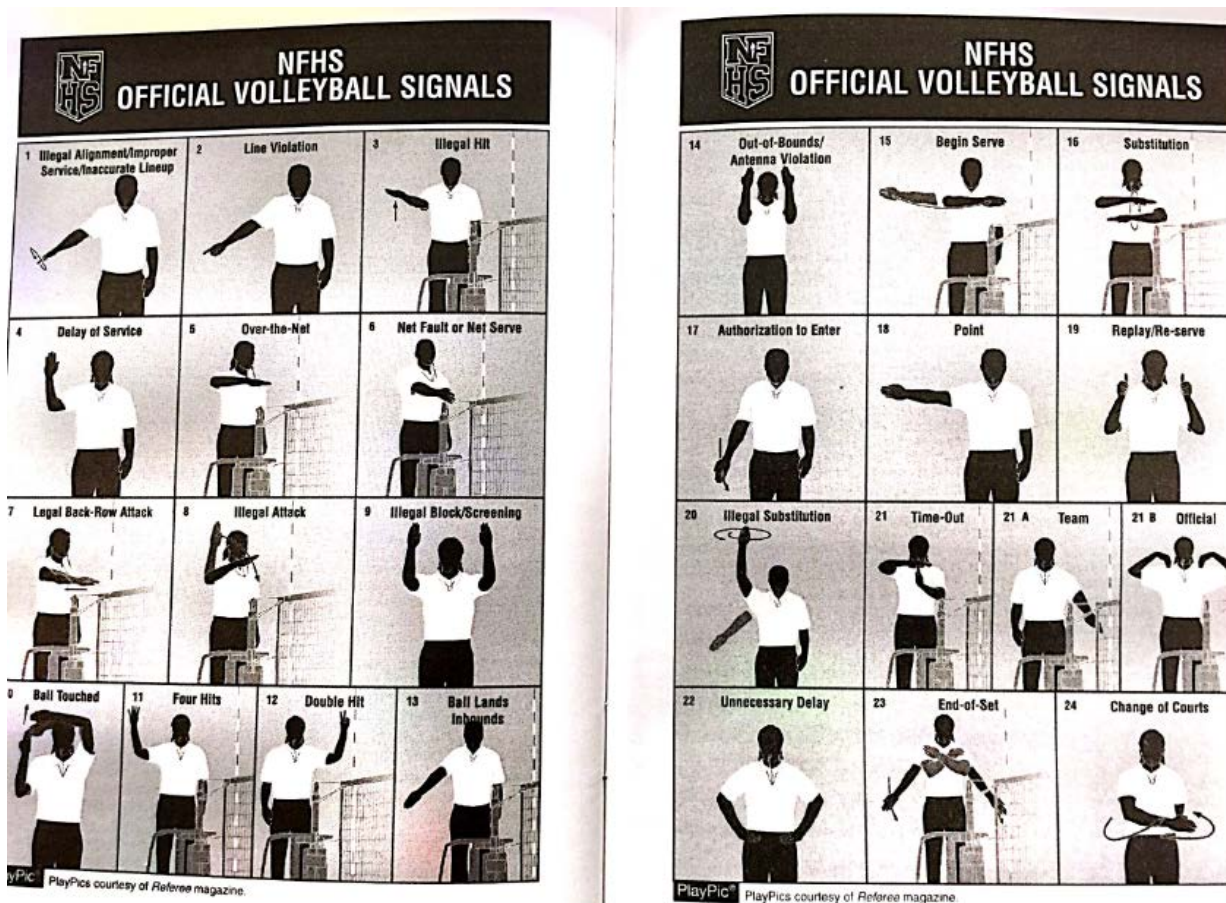 NFHS
OFFICIAL VOLLEYBALL SIGNALS
1 Illegal Alignment/Improper
Service/Inaccurate Lineup
2 Line Violation
3 Illegal Hit
4 Delay of Service
5 Over-the-Net
6 Net Fault or Net Serve
7 Legal Back-Row Attack
8 Illegal Attack
9 Illegal Block/Screening
0 Ball Touched
11 Four Hits
12 Double Hit
13 Ball Lands
Inbounds
ayPic PlayPics courtesy of Referee magazine.
NFHS
OFFICIAL VOLLEYBALL SIGNALS
14 Out-of-Bounds/
Antenna Violation
15 Begin Serve
16 Substitution
17 Authorization to Enter
18 Point
19 Replay/Re-serve
20 Illegal Substitution
21 Time-Out
21 A Team
21 B Official
22 Unnecessary Delay
23 End-of-Set
24 Change of Courts
PlayPic® PlayPics courtesy of Referee magazine.